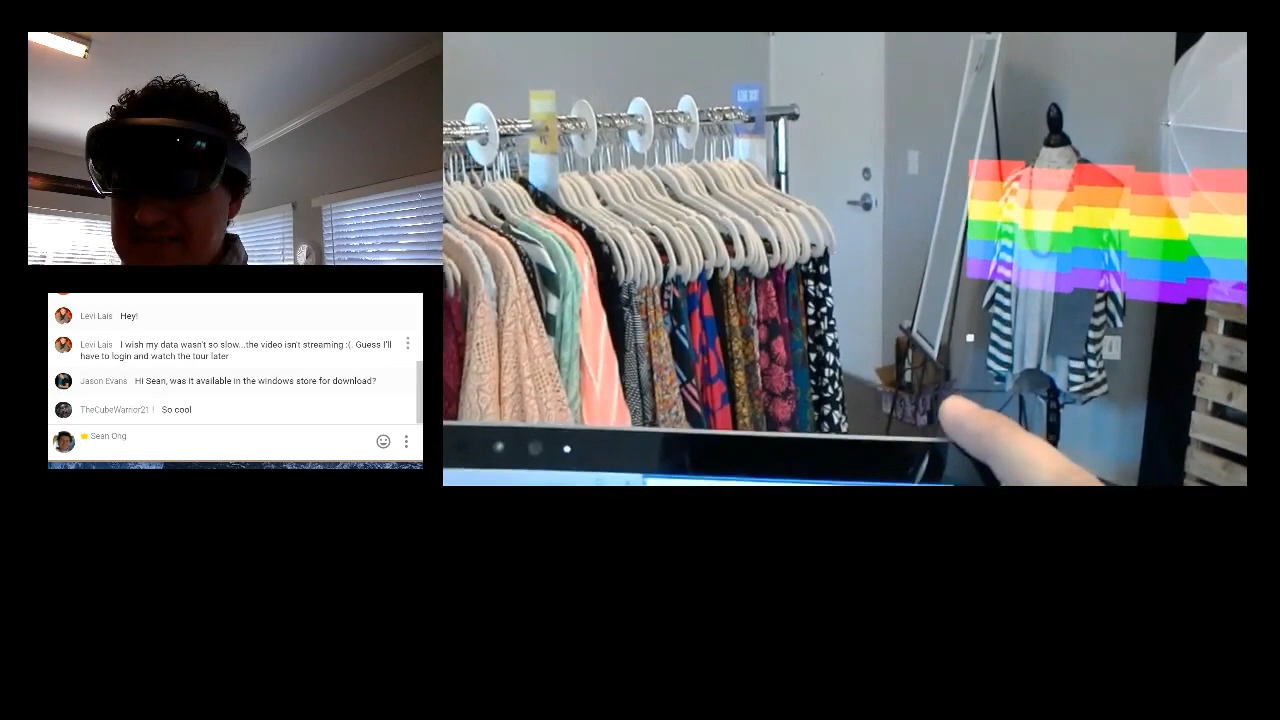 Levi Lais Hey!
Levi Lais I wish my data wasn't so slow...the video isn't streaming :(. Guess I'll
have to login and watch the tour later
Jason Evans Hi Sean, was it available in the windows store for download?
TheCubeWarrior21 ! So cool
Sean Ong